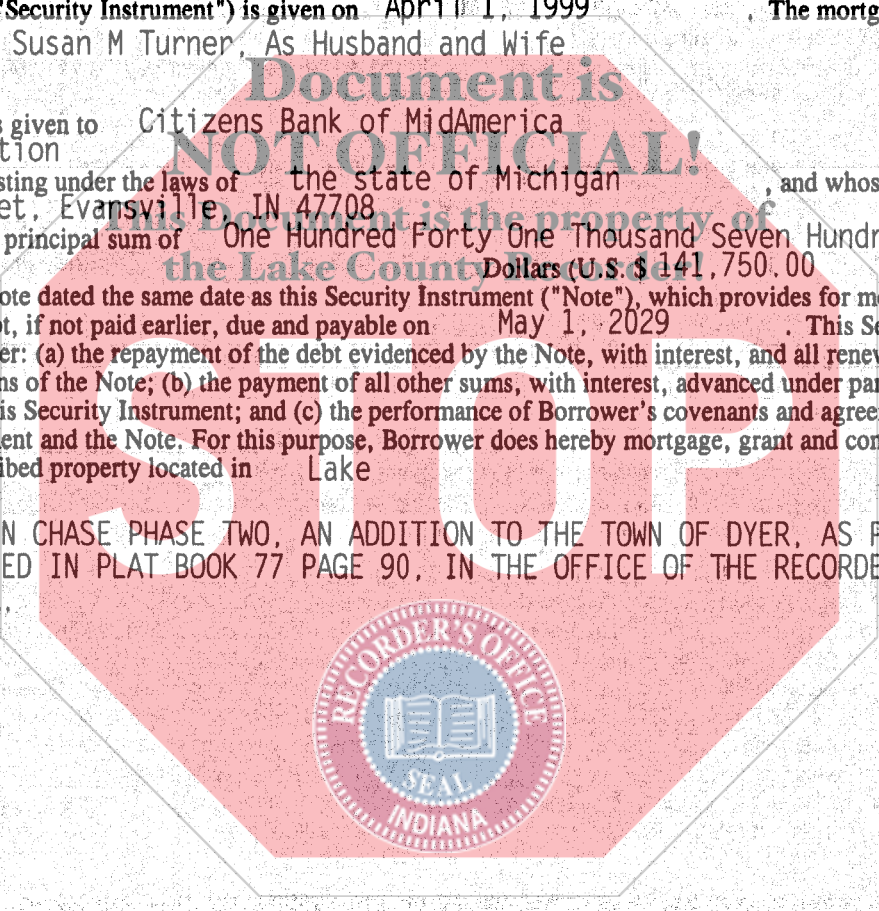 "Security Instrument") is given on April 1, 1999 . The mortg
Susan M Turner, As Husband and Wife
Document is
s given to Citizens Bank of MidAmerica
tion
NOT OFFICIAL!
sting under the laws of the state of Michigan , and whos
et, Evansville, IN 47708
This Document is the property of
principal sum of One Hundred Forty One Thousand Seven Hundr
the Lake County Recorder!
Dollars (U.S. $ 141,750.00
ote dated the same date as this Security Instrument ("Note"), which provides for m
t, if not paid earlier, due and payable on May 1, 2029 . This Se
er: (a) the repayment of the debt evidenced by the Note, with interest, and all renew
ns of the Note; (b) the payment of all other sums, with interest, advanced under par
is Security Instrument; and (c) the performance of Borrower's covenants and agree
ent and the Note. For this purpose, Borrower does hereby mortgage, grant and con
ibed property located in Lake
STOP
N CHASE PHASE TWO, AN ADDITION TO THE TOWN OF DYER, AS P
ED IN PLAT BOOK 77 PAGE 90, IN THE OFFICE OF THE RECORDE
.
RECORDER'S OFFICE
SEAL
INDIANA